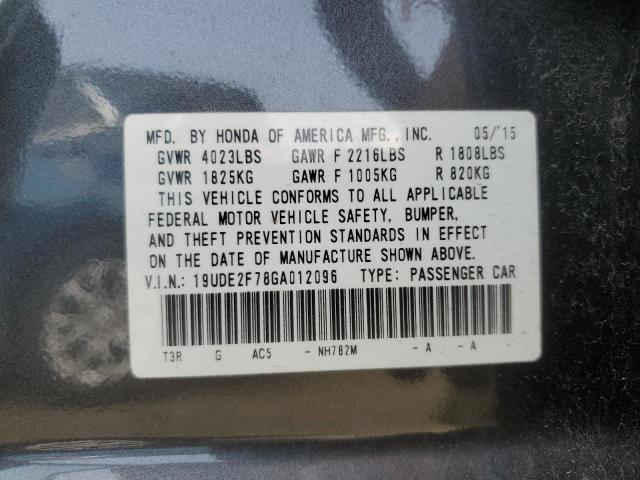 MFD. BY HONDA OF AMERICA MFG., INC. 05/'15
GVWR 4023LBS GAWR F 2216LBS R 1808LBS
GVWR 1825KG GAWR F 1005KG R 820KG
THIS VEHICLE CONFORMS TO ALL APPLICABLE
FEDERAL MOTOR VEHICLE SAFETY, BUMPER,
AND THEFT PREVENTION STANDARDS IN EFFECT
ON THE DATE OF MANUFACTURE SHOWN ABOVE.
V.I.N.: 19UDE2F78GA012096 TYPE: PASSENGER CAR
T3R G AC5 - NH782M - A - A